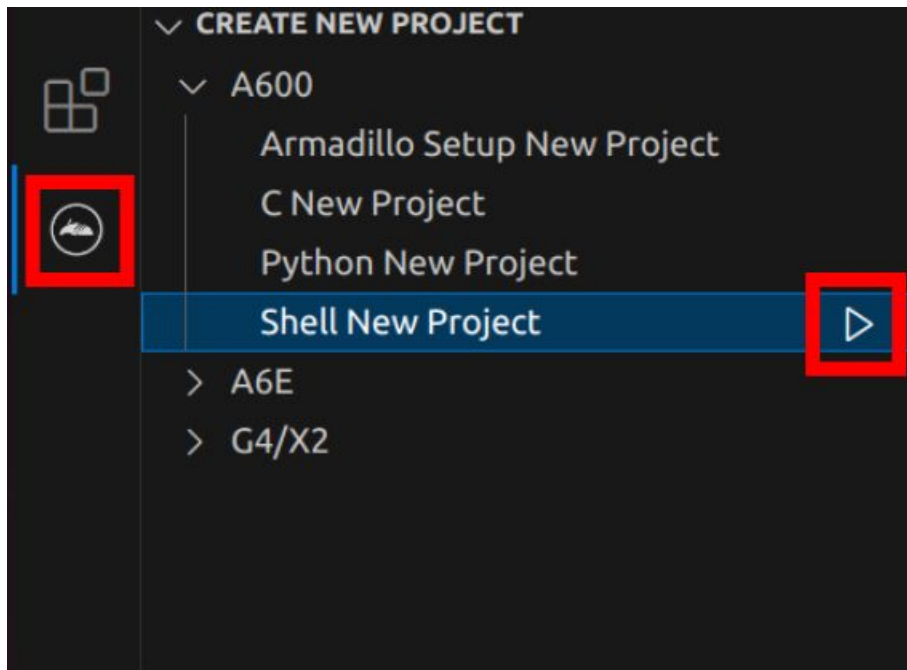 CREATE NEW PROJECT
A600
Armadillo Setup New Project
C New Project
Python New Project
Shell New Project
A6E
G4/X2